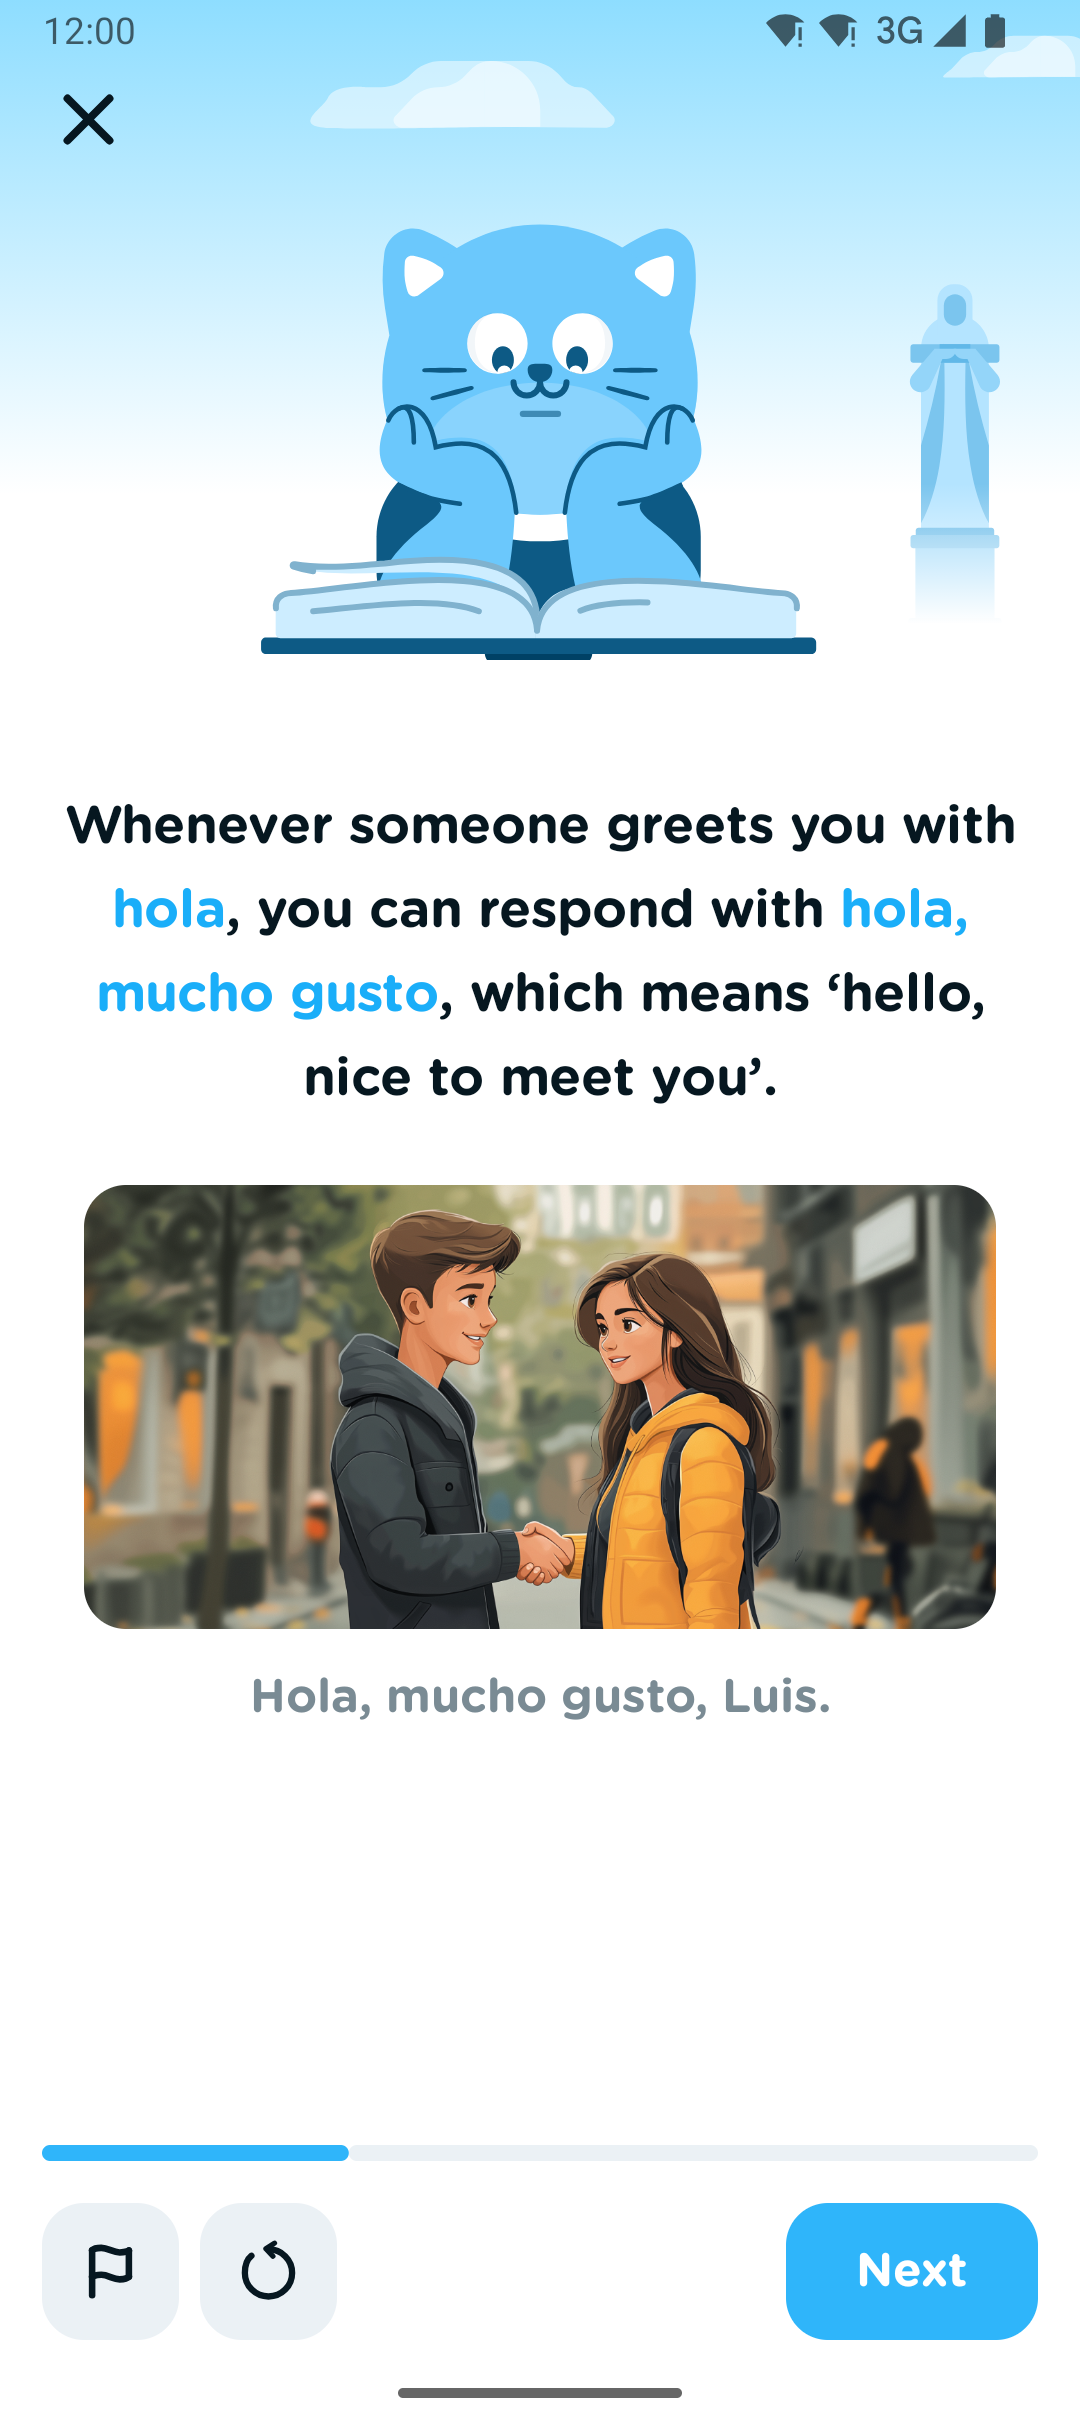 12:00
3G
Whenever someone greets you with
hola, you can respond with hola,
mucho gusto, which means ‘hello,
nice to meet you’.
Hola, mucho gusto, Luis.
Next